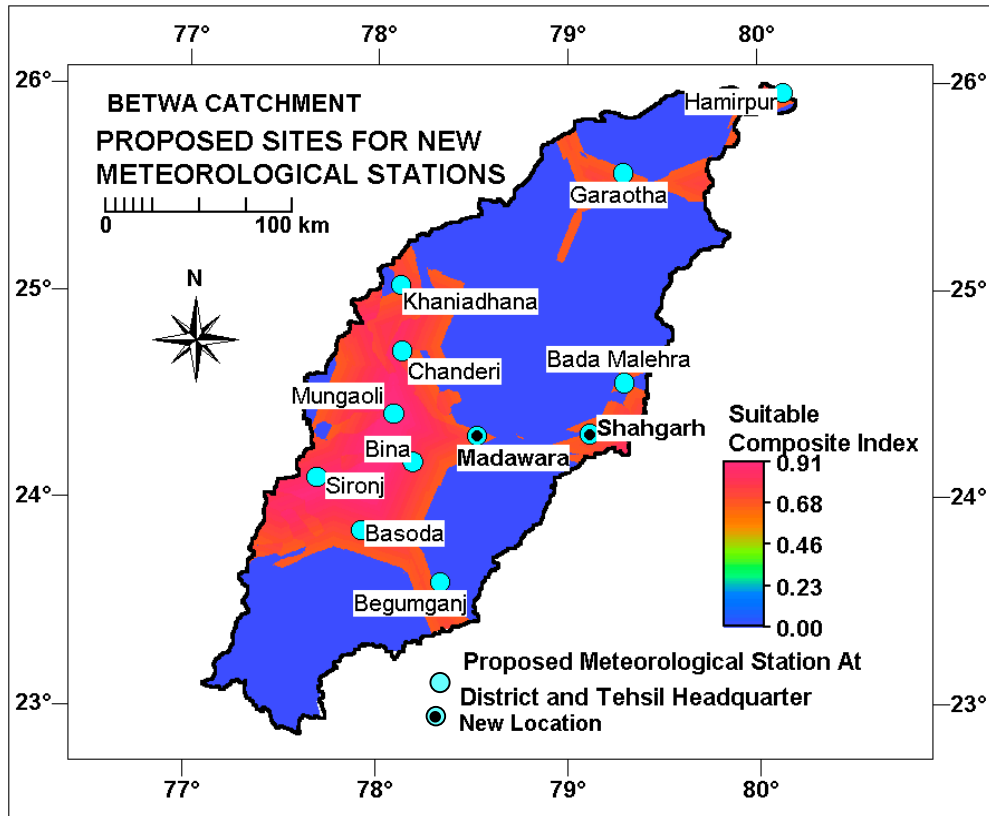 77° 78° 79° 80°
26° 26°
BETWA CATCHMENT
PROPOSED SITES FOR NEW
METEOROLOGICAL STATIONS
0 100 km
Hamirpur
Garaotha
N
25° 25°
Khaniadhana
Chanderi
Bada Malehra
Mungaoli
Shahgarh
Bina
Madawara
Sironj
24° 24°
Basoda
Begumganj
Suitable
Composite Index
0.91
0.68
0.46
0.23
0.00
Proposed Meteorological Station At
District and Tehsil Headquarter
New Location
23° 23°
77° 78° 79° 80°